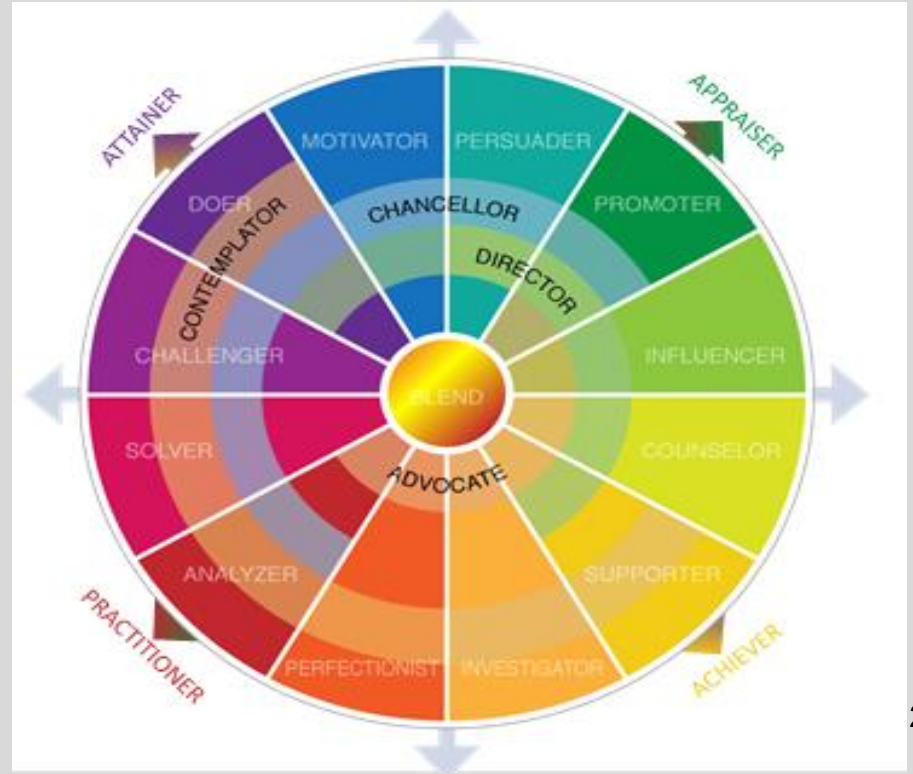 ATTAINER
APPRAISER
MOTIVATOR
PERSUADER
DOER
PROMOTER
CHANCELLOR
CONTEMPLATOR
DIRECTOR
CHALLENGER
INFLUENCER
BLEND
SOLVER
COUNSELOR
ADVOCATE
ANALYZER
SUPPORTER
PRACTITIONER
ACHIEVER
PERFECTIONIST
INVESTIGATOR